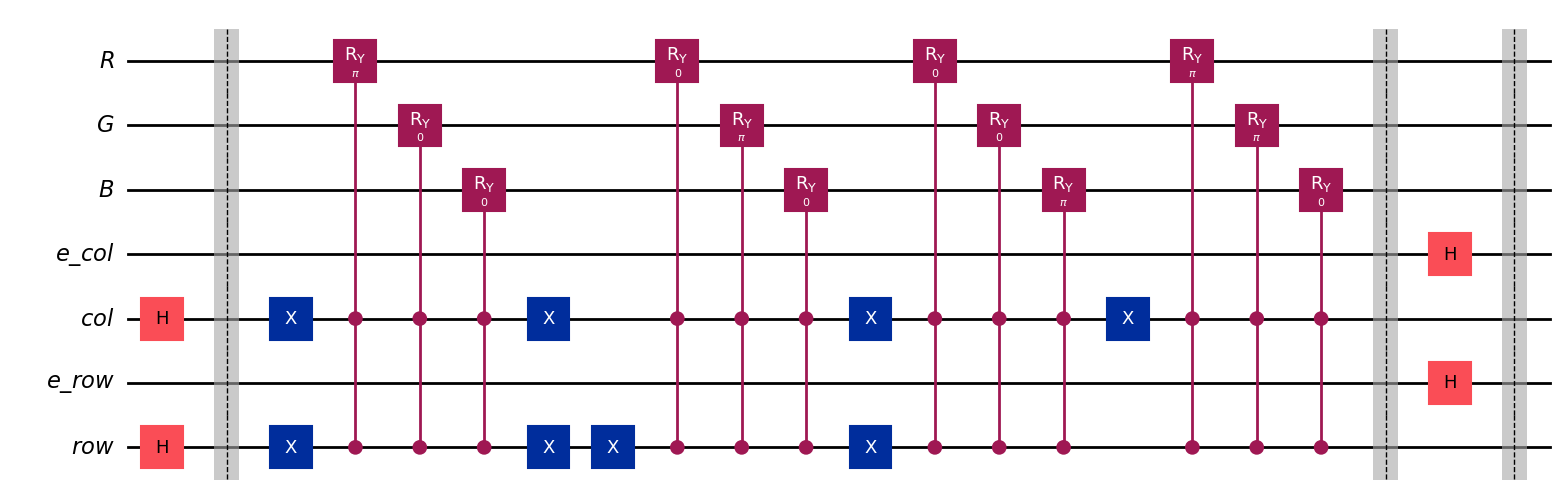 R R_Y π R_Y 0 R_Y 0 R_Y π
G R_Y 0 R_Y π R_Y 0 R_Y π
B R_Y 0 R_Y 0 R_Y π R_Y 0
e_col H
col H X X X X
e_row H
row H X X X X